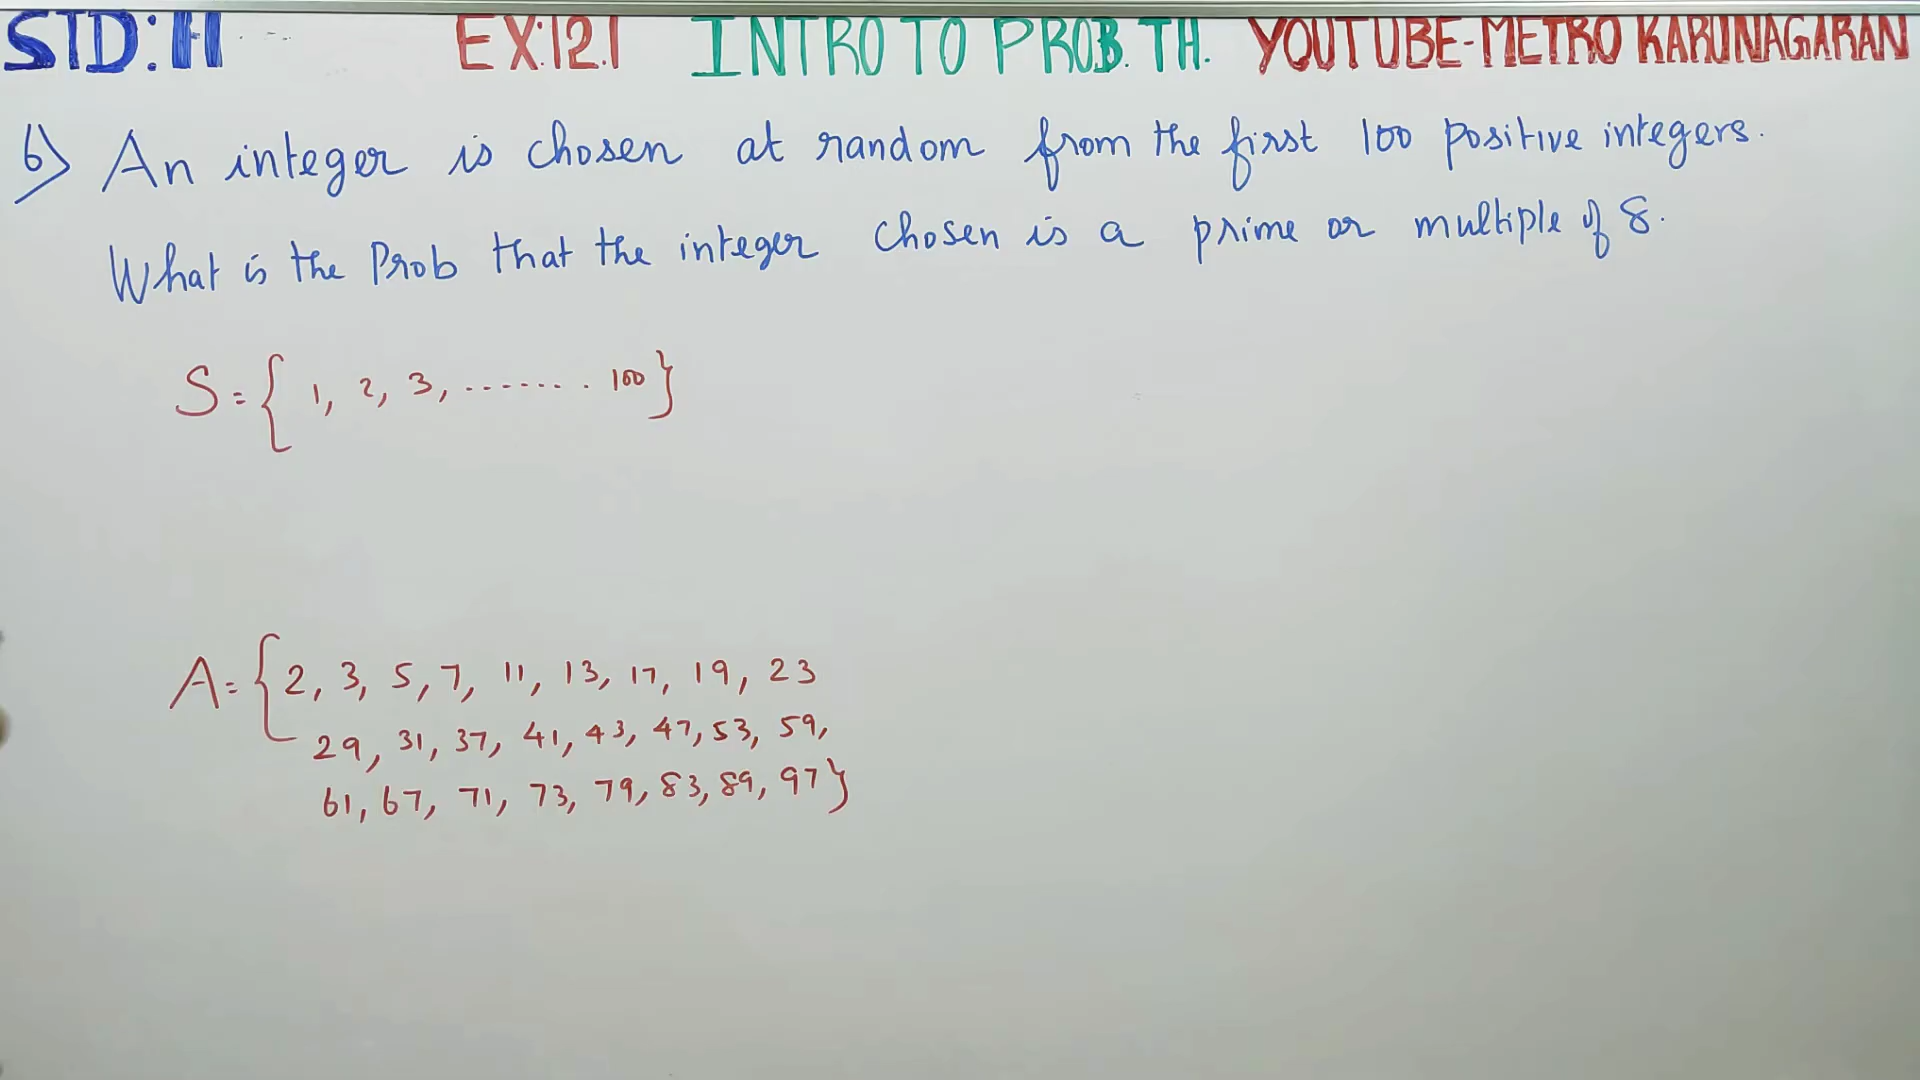 STD: 11 EX:12.1 INTRO TO PROB. TH. YOUTUBE-METRO KARUNAGARAN
6) An integer is chosen at random from the first 100 positive integers.
What is the Prob that the integer chosen is a prime or multiple of 8.
S = { 1, 2, 3, ....... 100 }
A = { 2, 3, 5, 7, 11, 13, 17, 19, 23
29, 31, 37, 41, 43, 47, 53, 59,
61, 67, 71, 73, 79, 83, 89, 97 }